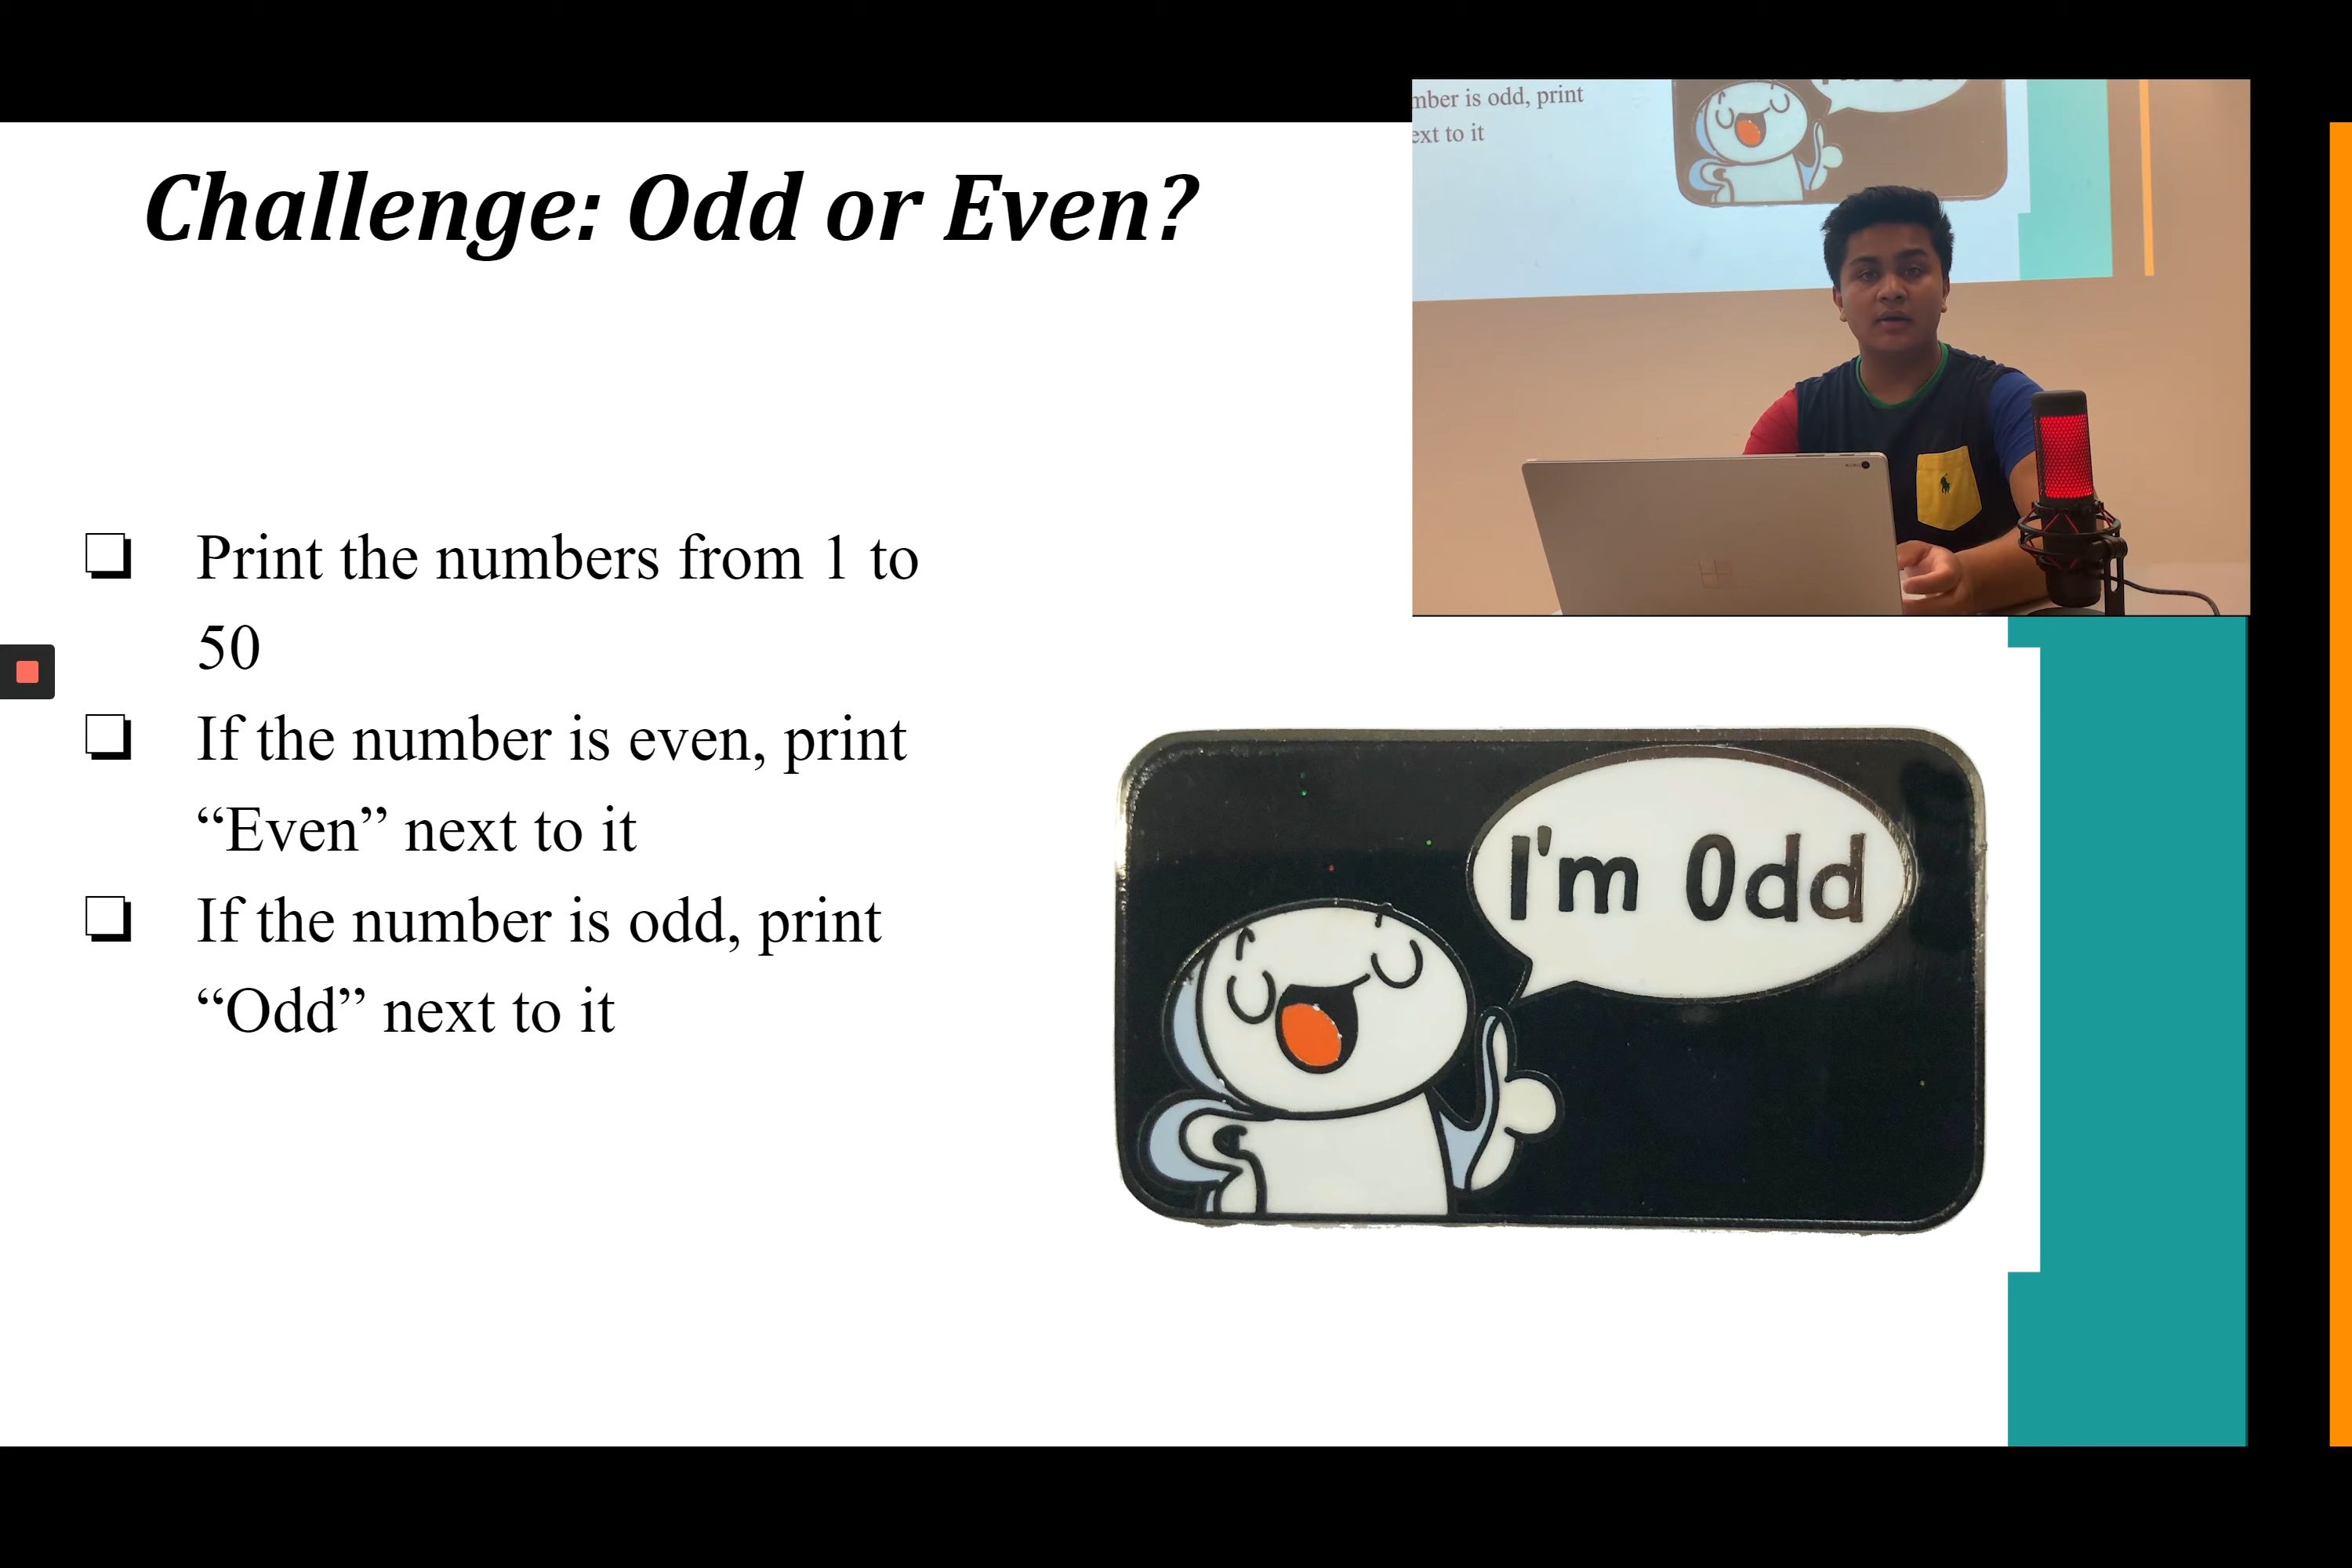 Challenge: Odd or Even?
mber is odd, print
ext to it
Print the numbers from 1 to
50
If the number is even, print
“Even” next to it
If the number is odd, print
“Odd” next to it
I'm Odd